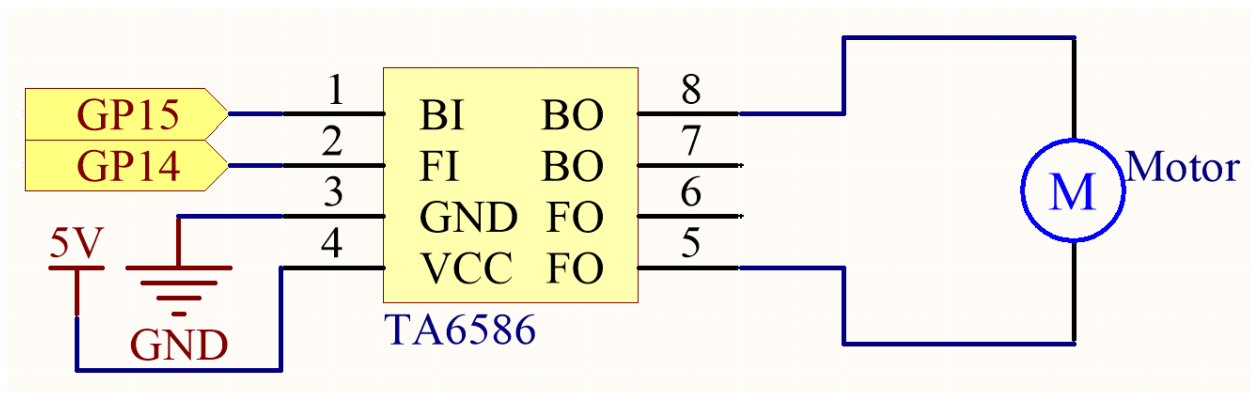 GP15 1 BI BO 8
GP14 2 FI BO 7
3 GND FO 6
5V 4 VCC FO 5
GND
TA6586
M Motor